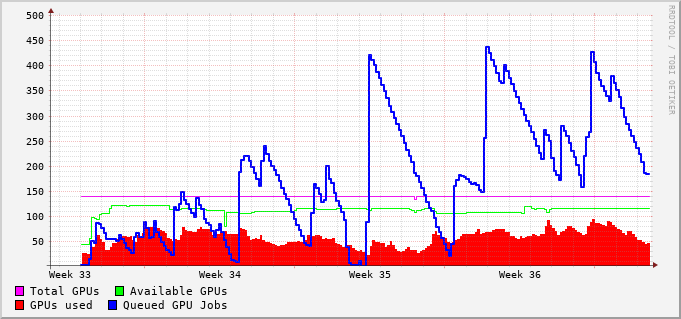 500
450
400
350
300
250
200
150
100
50
Week 33 Week 34 Week 35 Week 36
Total GPUs Available GPUs
GPUs used Queued GPU Jobs
RRDTOOL / TOBI OETIKER